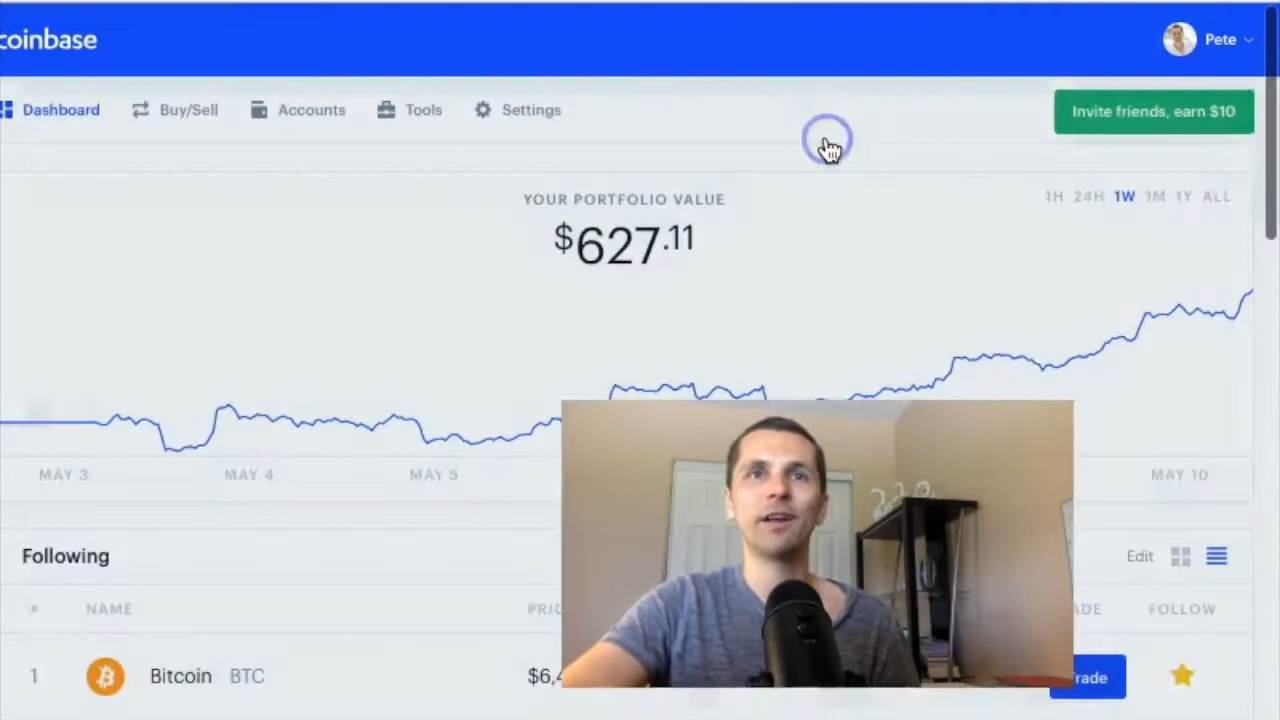 coinbase
Pete
Dashboard Buy/Sell Accounts Tools Settings
Invite friends, earn $10
YOUR PORTFOLIO VALUE
1H 24H 1W 1M 1Y ALL
$627.11
MAY 3 MAY 4 MAY 5 MAY 10
Following
Edit
# NAME FOLLOW
1 Bitcoin BTC